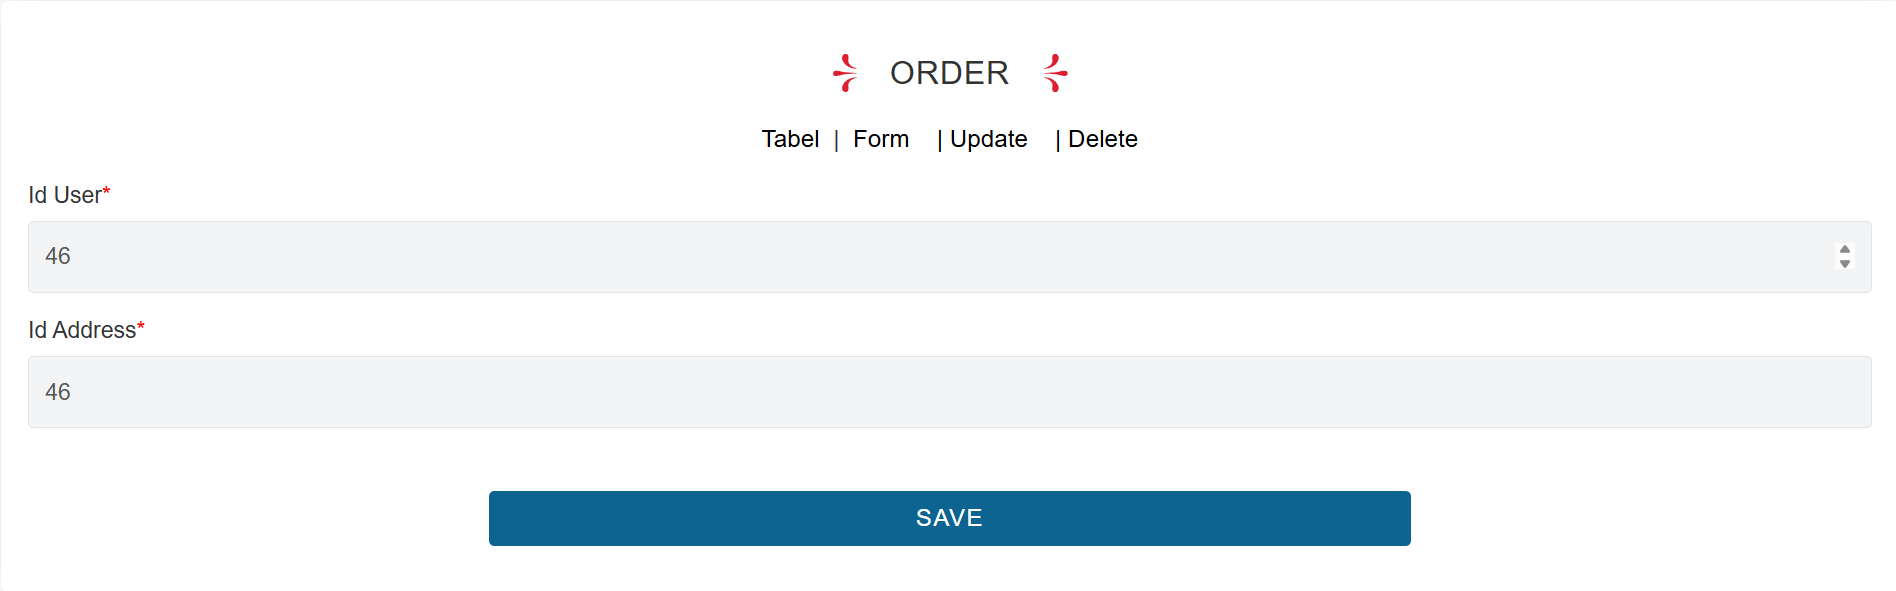 ORDER
Tabel | Form | Update | Delete
Id User*
46
Id Address*
46
SAVE